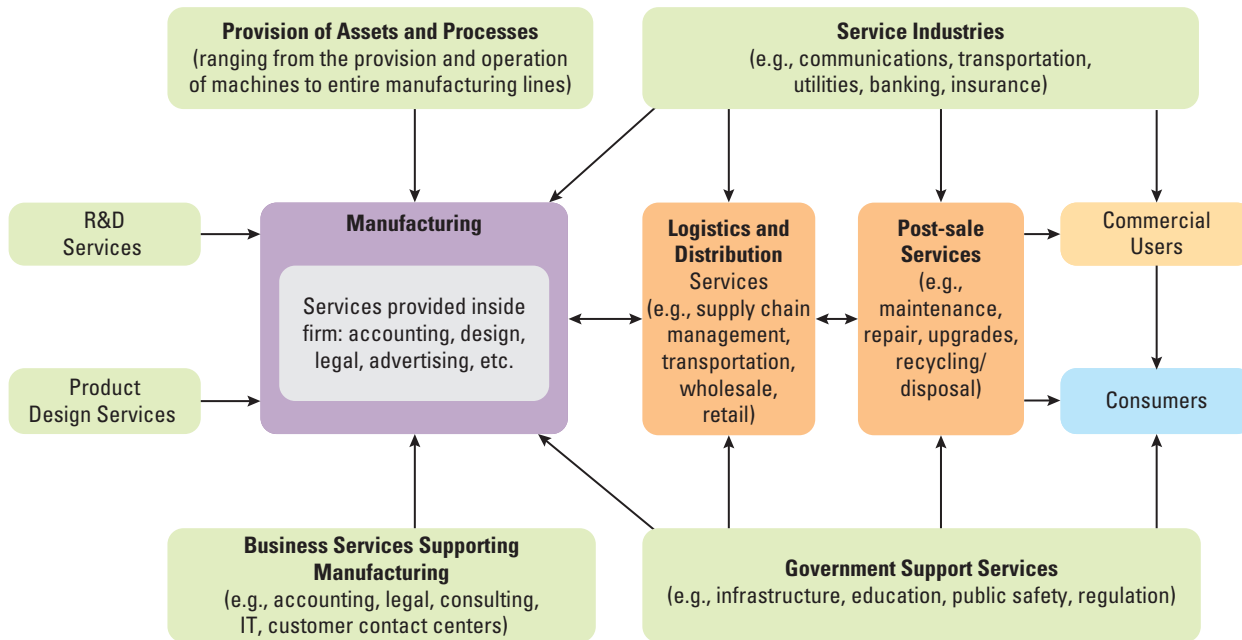 Provision of Assets and Processes
(ranging from the provision and operation
of machines to entire manufacturing lines)
Service Industries
(e.g., communications, transportation,
utilities, banking, insurance)
R&D
Services
Product
Design Services
Manufacturing
Services provided inside
firm: accounting, design,
legal, advertising, etc.
Logistics and
Distribution
Services
(e.g., supply chain
management,
transportation,
wholesale,
retail)
Post-sale
Services
(e.g.,
maintenance,
repair, upgrades,
recycling/
disposal)
Commercial
Users
Consumers
Business Services Supporting
Manufacturing
(e.g., accounting, legal, consulting,
IT, customer contact centers)
Government Support Services
(e.g., infrastructure, education, public safety, regulation)